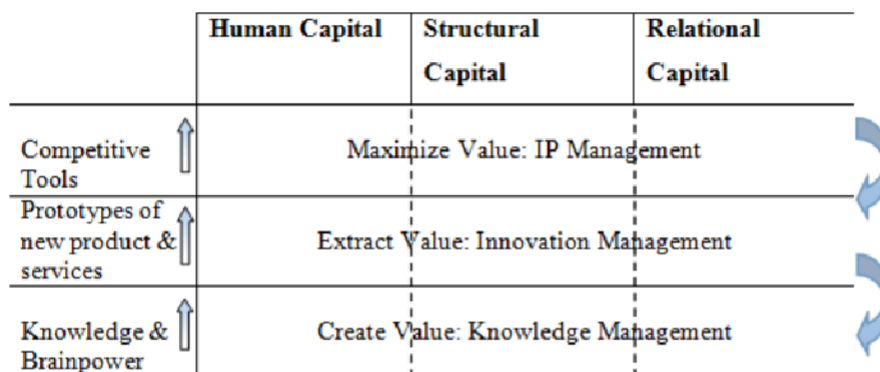 Human Capital
Structural
Capital
Relational
Capital
Competitive
Tools
Maximize Value: IP Management
Prototypes of
new product &
services
Extract Value: Innovation Management
Knowledge &
Brainpower
Create Value: Knowledge Management